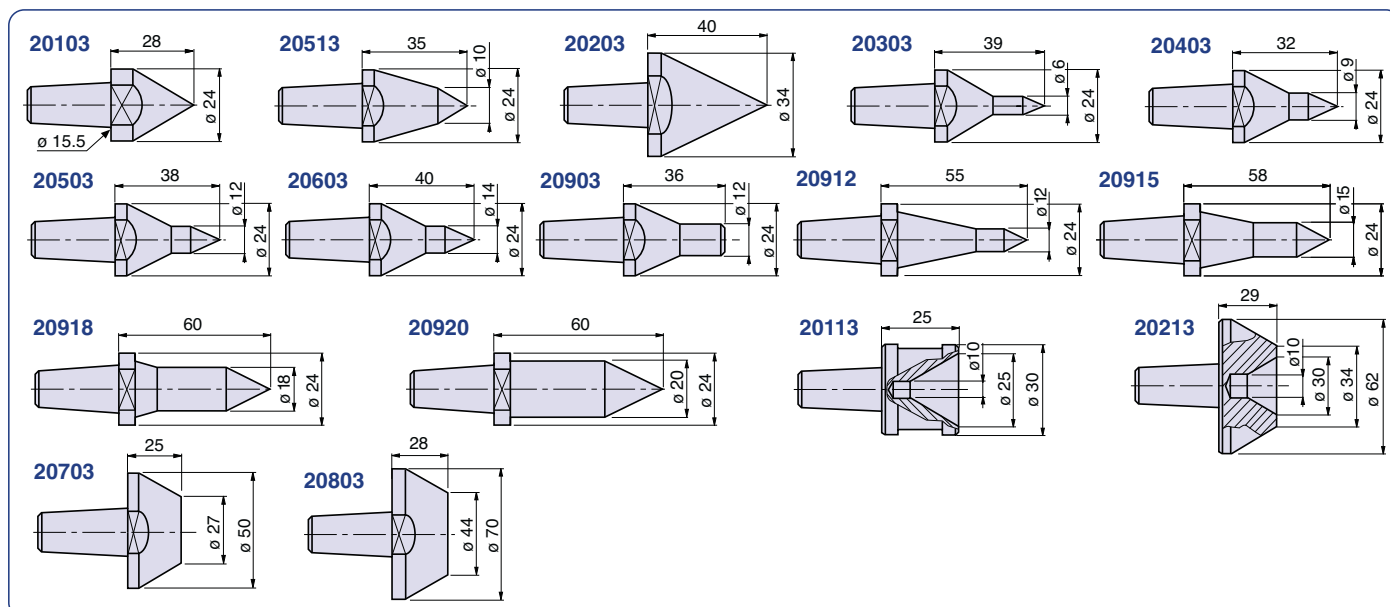 20103
28
ø 24
ø 15.5
20513
35
ø 10
ø 24
20203
40
ø 34
20303
39
ø 6
ø 24
20403
32
ø 9
ø 24
20503
38
ø 12
ø 24
20603
40
ø 14
ø 24
20903
36
ø 12
ø 24
20912
55
ø 12
ø 24
20915
58
ø 15
ø 24
20918
60
ø 18
ø 24
20920
60
ø 20
ø 24
20113
25
ø10
ø 25
ø 30
20213
29
ø10
ø 30
ø 34
ø 62
20703
25
ø 27
ø 50
20803
28
ø 44
ø 70